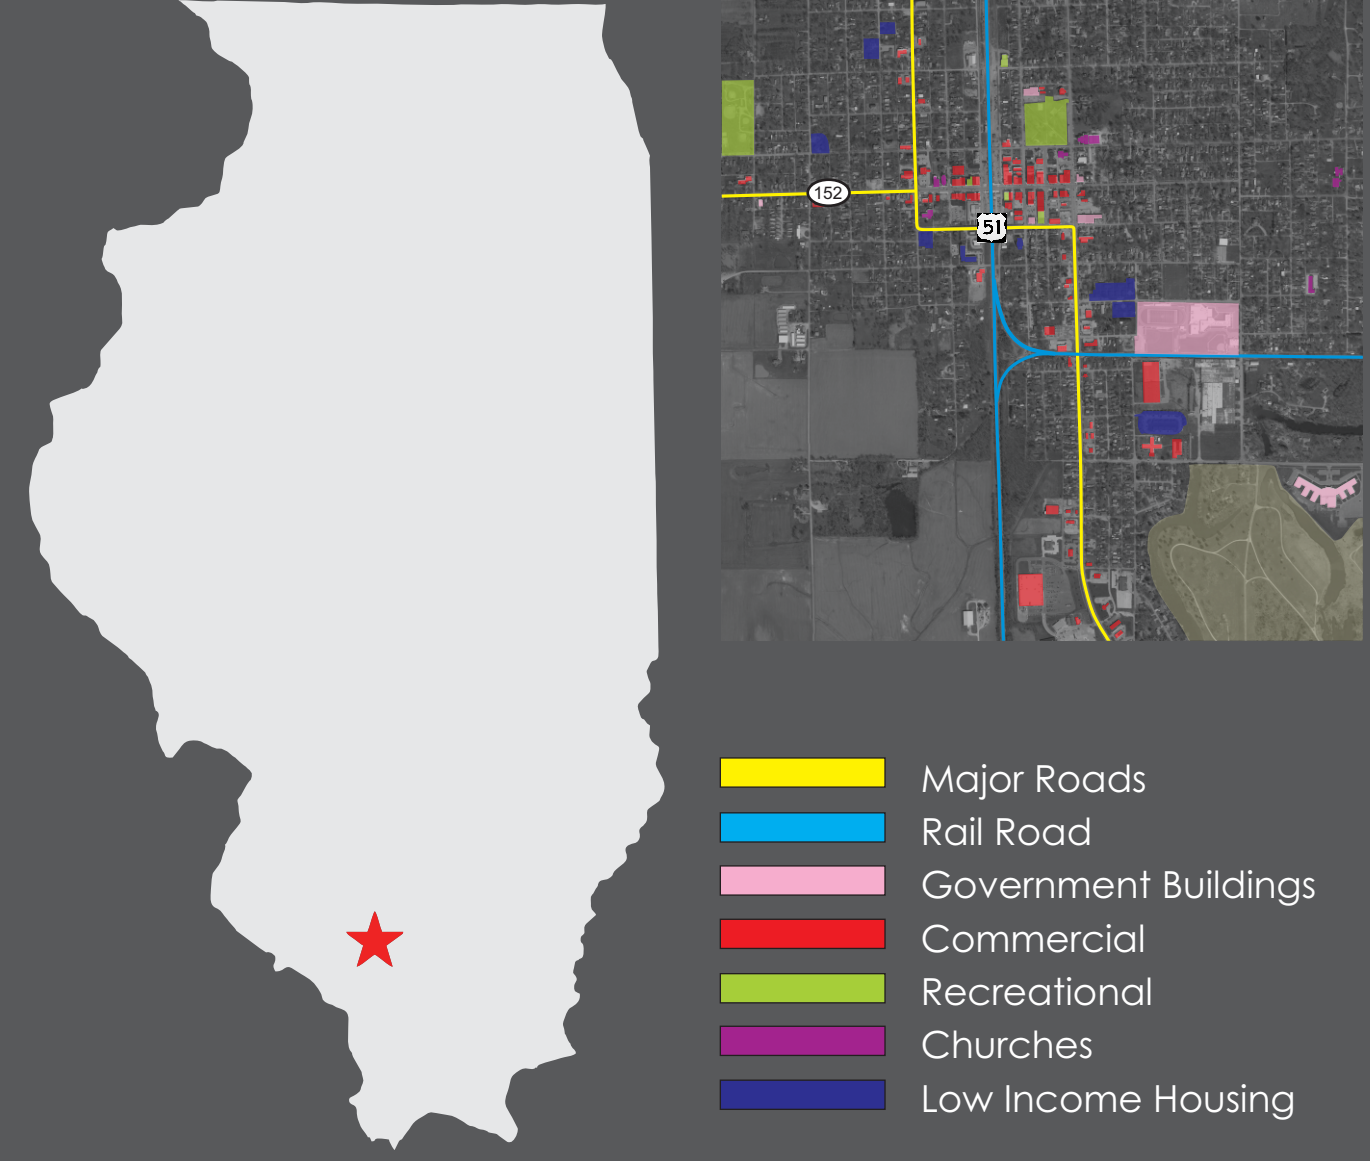 152
51
Major Roads
Rail Road
Government Buildings
Commercial
Recreational
Churches
Low Income Housing